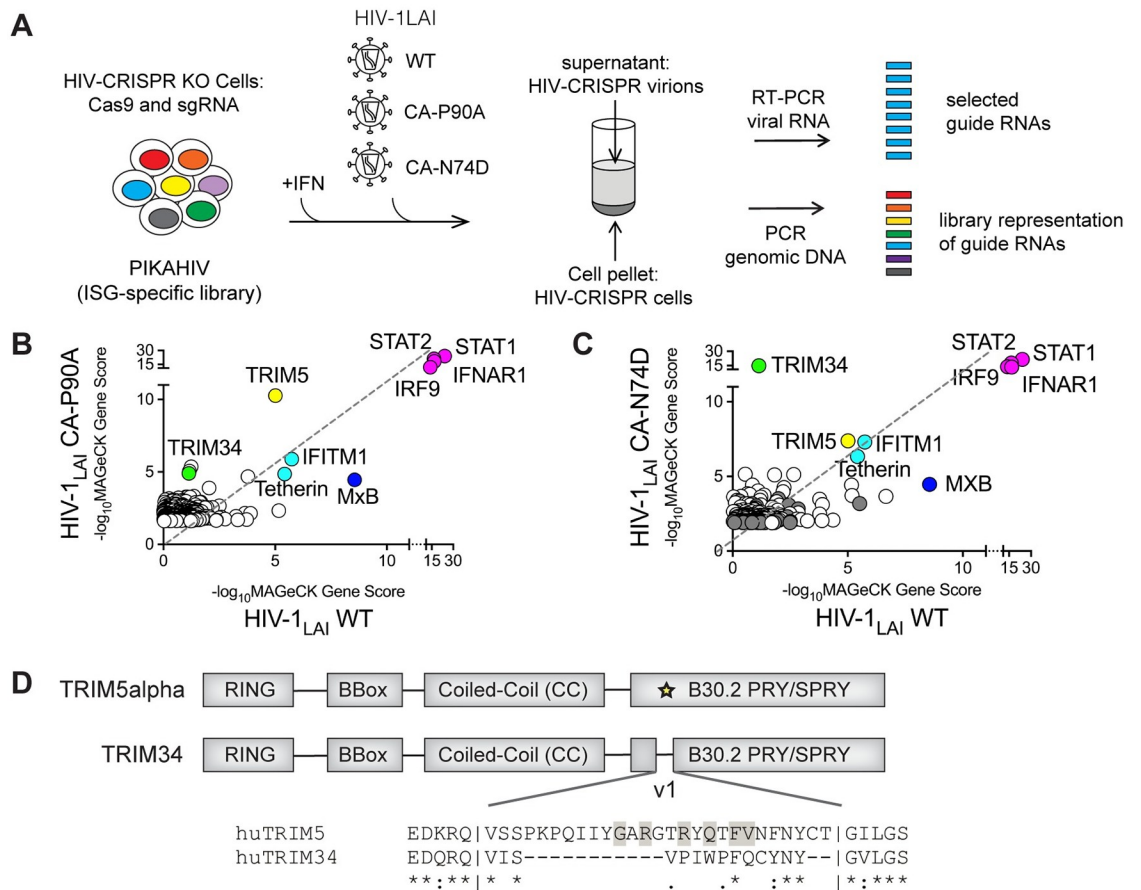 A
HIV-CRISPR KO Cells:
Cas9 and sgRNA
PIKAHIV
(ISG-specific library)
+IFN
HIV-1LAI
WT
CA-P90A
CA-N74D
supernatant:
HIV-CRISPR virions
Cell pellet:
HIV-CRISPR cells
RT-PCR
viral RNA
PCR
genomic DNA
selected
guide RNAs
library representation
of guide RNAs
B
HIV-1LAI CA-P90A
-log10MAGeCK Gene Score
30
15
10
5
0
STAT2
STAT1
IRF9
IFNAR1
TRIM5
TRIM34
IFITM1
Tetherin
MxB
0 5 10 15 30
-log10MAGeCK Gene Score
HIV-1LAI WT
C
HIV-1LAI CA-N74D
-log10MAGeCK Gene Score
30
15
10
5
0
STAT2
STAT1
IRF9
IFNAR1
TRIM34
TRIM5
IFITM1
Tetherin
MXB
0 5 10 15 30
-log10MAGeCK Gene Score
HIV-1LAI WT
D
TRIM5alpha RING BBox Coiled-Coil (CC) B30.2 PRY/SPRY
TRIM34 RING BBox Coiled-Coil (CC) B30.2 PRY/SPRY
v1
huTRIM5 EDKRQ|VSSPKPQIIYGARGTRYQTFVNFNYCT|GILGS
huTRIM34 EDQRQ|VIS-----------VPIWPFQCYNY--|GVLGS
**:**|* * . .* :** |*:***